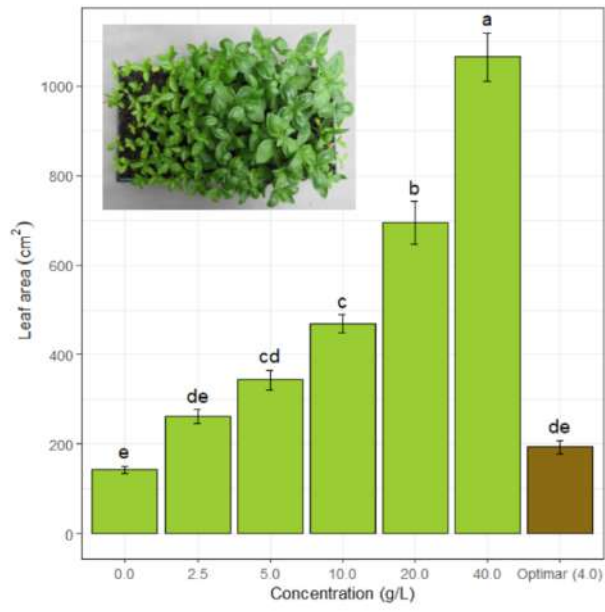 a
1000
800
b
600
c
400
cd
de
de
200
e
0
0.0 2.5 5.0 10.0 20.0 40.0 Optimar (4.0)
Concentration (g/L)
Leaf area (cm²)